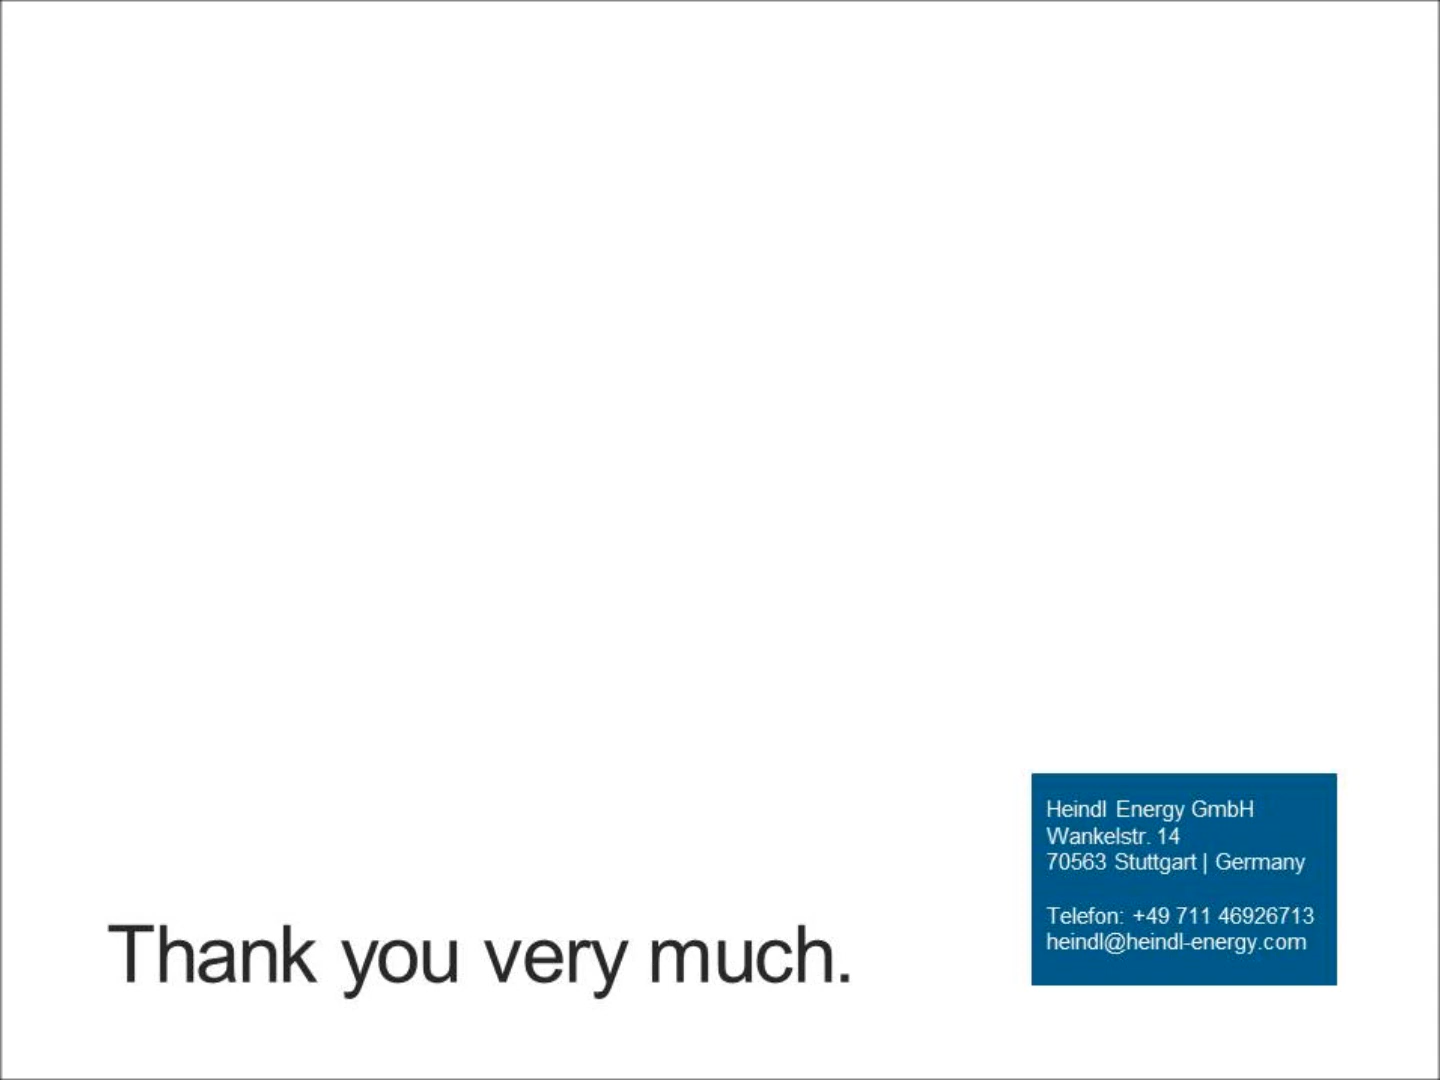 Thank you very much.
Heindl Energy GmbH
Wankelstr. 14
70563 Stuttgart | Germany
Telefon: +49 711 46926713
heindl@heindl-energy.com